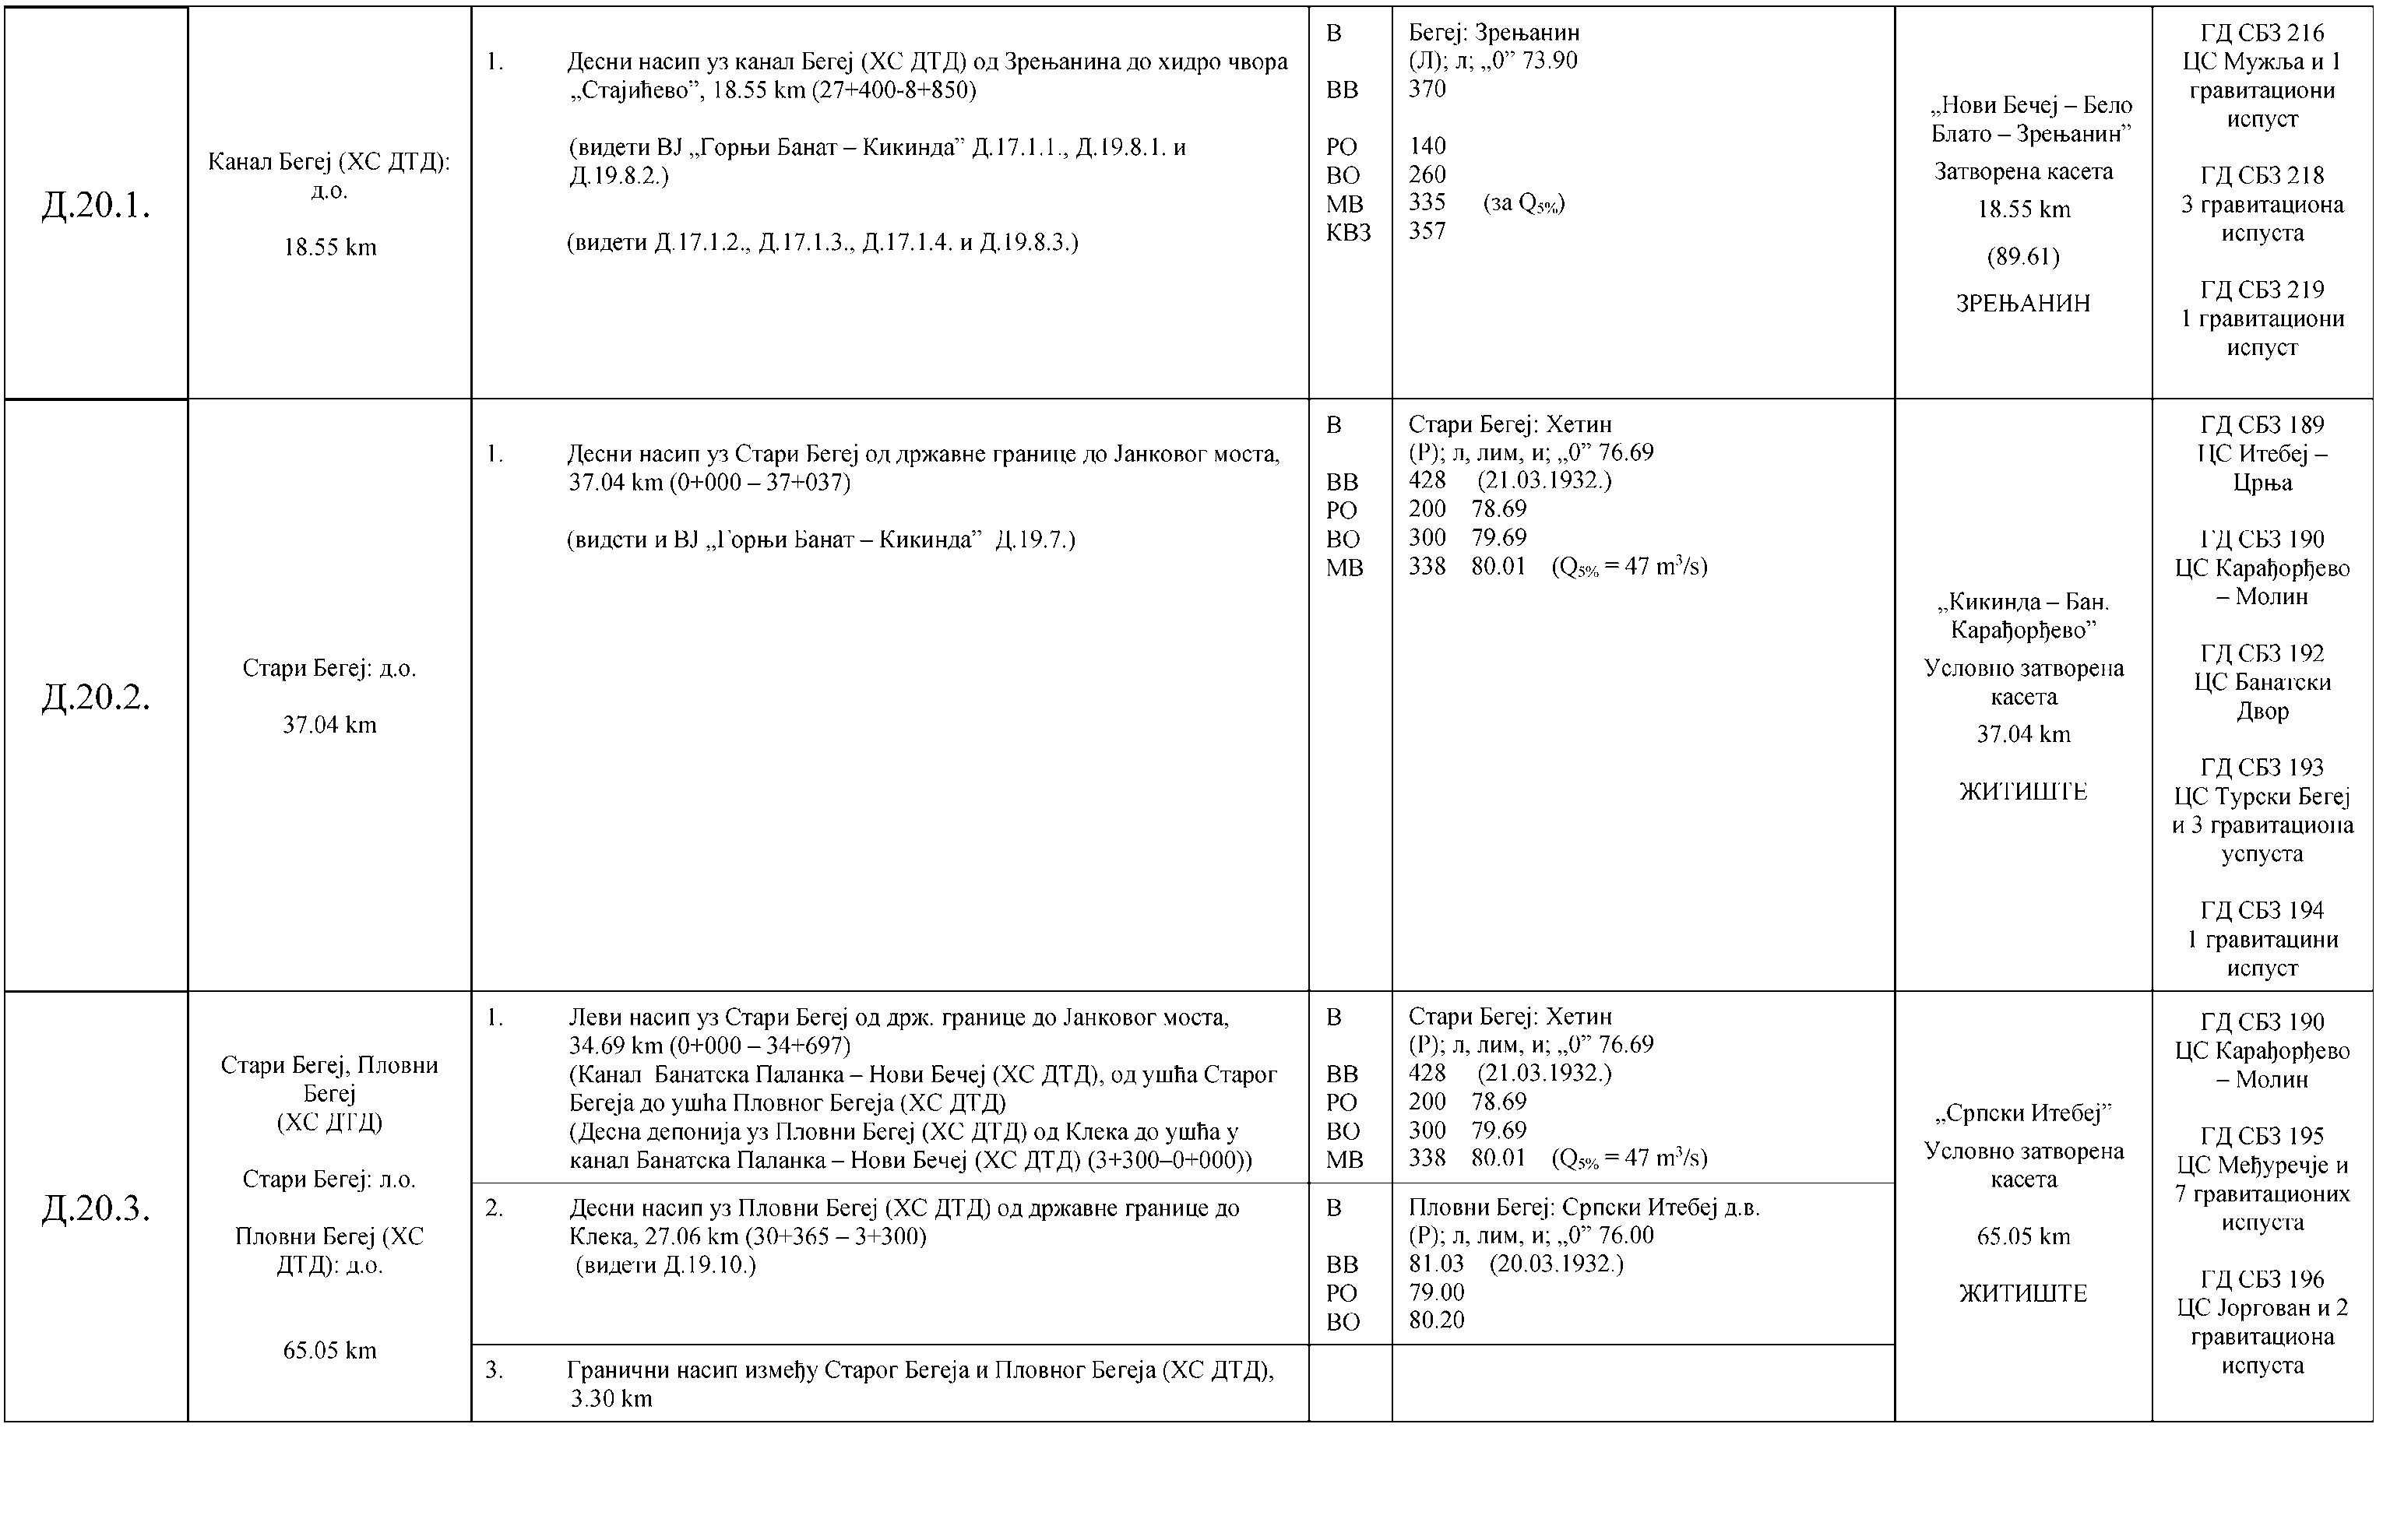 Д.20.1.
Канал Бегеј (ХС ДТД):
д.о.
18.55 km
1. Десни насип уз канал Бегеј (ХС ДТД) од Зрењанина до хидро чвора
„Стајићево”, 18.55 km (27+400-8+850)
(видети ВЈ „Горњи Банат – Кикинда” Д.17.1.1., Д.19.8.1. и
Д.19.8.2.)
(видети Д.17.1.2., Д.17.1.3., Д.17.1.4. и Д.19.8.3.)
В Бегеј: Зрењанин
(Л); л; „0” 73.90
ВВ 370
РО 140
ВО 260
МВ 335 (за Q5%)
КВЗ 357
„Нови Бечеј – Бело
Блато – Зрењанин”
Затворена касета
18.55 km
(89.61)
ЗРЕЊАНИН
ГД СБЗ 216
ЦС Мужља и 1
гравитациони
испуст
ГД СБЗ 218
3 гравитациона
испуста
ГД СБЗ 219
1 гравитациони
испуст
Д.20.2.
Стари Бегеј: д.о.
37.04 km
1. Десни насип уз Стари Бегеј од државне границе до Јанковог моста,
37.04 km (0+000 – 37+037)
(видети и ВЈ „Горњи Банат – Кикинда” Д.19.7.)
В Стари Бегеј: Хетин
(Р); л, лим, и; „0” 76.69
ВВ 428 (21.03.1932.)
РО 200 78.69
ВО 300 79.69
МВ 338 80.01 (Q5% = 47 m³/s)
„Кикинда – Бан.
Карађорђево”
Условно затворена
касета
37.04 km
ЖИТИШТЕ
ГД СБЗ 189
ЦС Итебеј –
Црња
ГД СБЗ 190
ЦС Карађорђево
– Молин
ГД СБЗ 192
ЦС Банатски
Двор
ГД СБЗ 193
ЦС Турски Бегеј
и 3 гравитациона
успуста
ГД СБЗ 194
1 гравитацини
испуст
Д.20.3.
Стари Бегеј, Пловни
Бегеј
(ХС ДТД)
Стари Бегеј: л.о.
Пловни Бегеј (ХС
ДТД): д.о.
65.05 km
1. Леви насип уз Стари Бегеј од држ. границе до Јанковог моста,
34.69 km (0+000 – 34+697)
(Канал Банатска Паланка – Нови Бечеј (ХС ДТД), од ушћа Старог
Бегеја до ушћа Пловног Бегеја (ХС ДТД)
(Десна депонија уз Пловни Бегеј (ХС ДТД) од Клека до ушћа у
канал Банатска Паланка – Нови Бечеј (ХС ДТД) (3+300–0+000))
В Стари Бегеј: Хетин
(Р); л, лим, и; „0” 76.69
ВВ 428 (21.03.1932.)
РО 200 78.69
ВО 300 79.69
МВ 338 80.01 (Q5% = 47 m³/s)
2. Десни насип уз Пловни Бегеј (ХС ДТД) од државне границе до
Клека, 27.06 km (30+365 – 3+300)
(видети Д.19.10.)
В Пловни Бегеј: Српски Итебеј д.в.
(Р); л, лим, и; „0” 76.00
ВВ 81.03 (20.03.1932.)
РО 79.00
ВО 80.20
3. Гранични насип између Старог Бегеја и Пловног Бегеја (ХС ДТД),
3.30 km
„Српски Итебеј”
Условно затворена
касета
65.05 km
ЖИТИШТЕ
ГД СБЗ 190
ЦС Карађорђево
– Молин
ГД СБЗ 195
ЦС Међуречје и
7 гравитационих
испуста
ГД СБЗ 196
ЦС Јоргован и 2
гравитациона
испуста